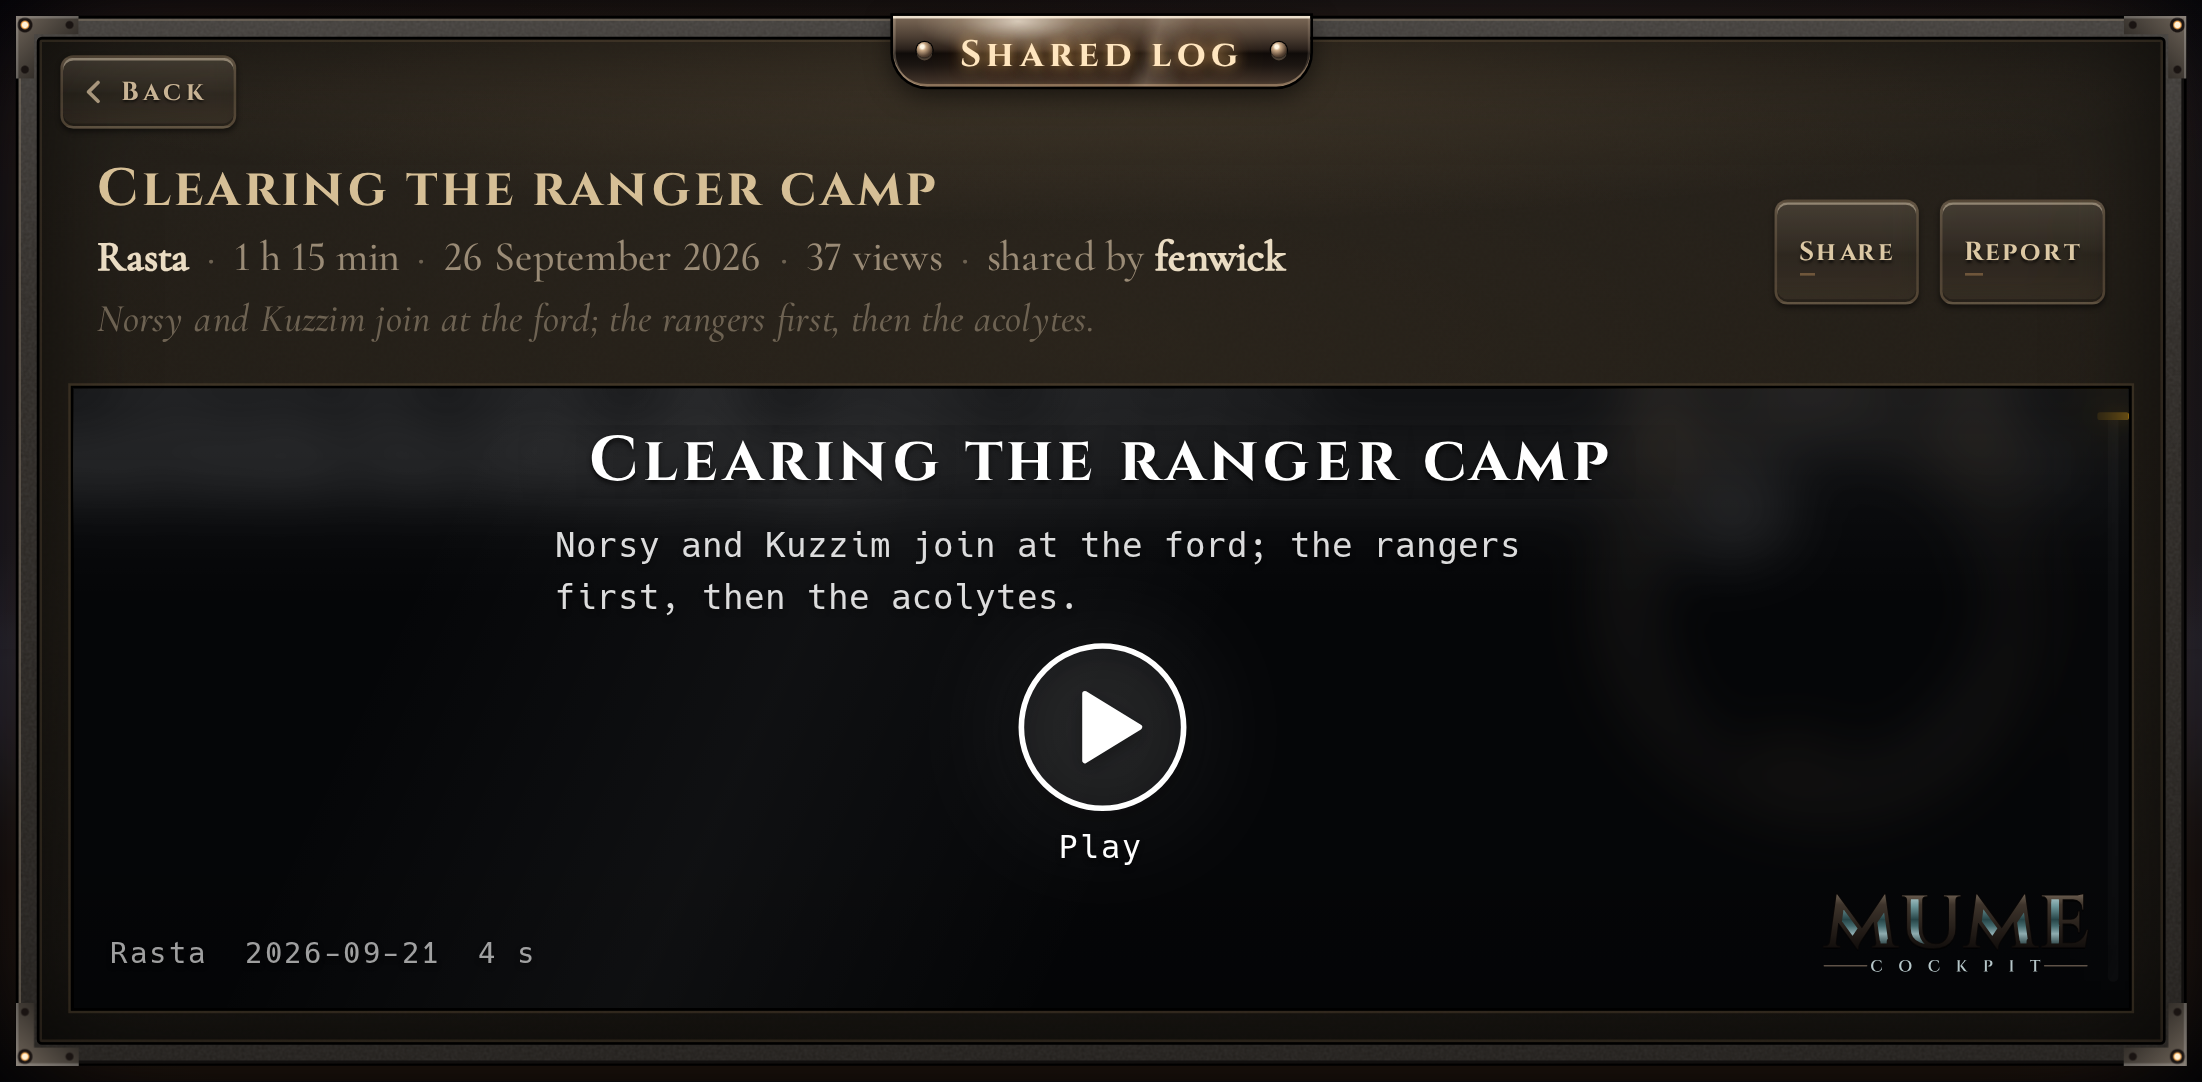 Shared log
Back
Clearing the ranger camp
Rasta · 1 h 15 min · 26 September 2026 · 37 views · shared by fenwick
Norsy and Kuzzim join at the ford; the rangers first, then the acolytes.
Share
Report
Clearing the ranger camp
Norsy and Kuzzim join at the ford; the rangers
first, then the acolytes.
Play
Rasta 2026-09-21 4 s
MUME
COCKPIT